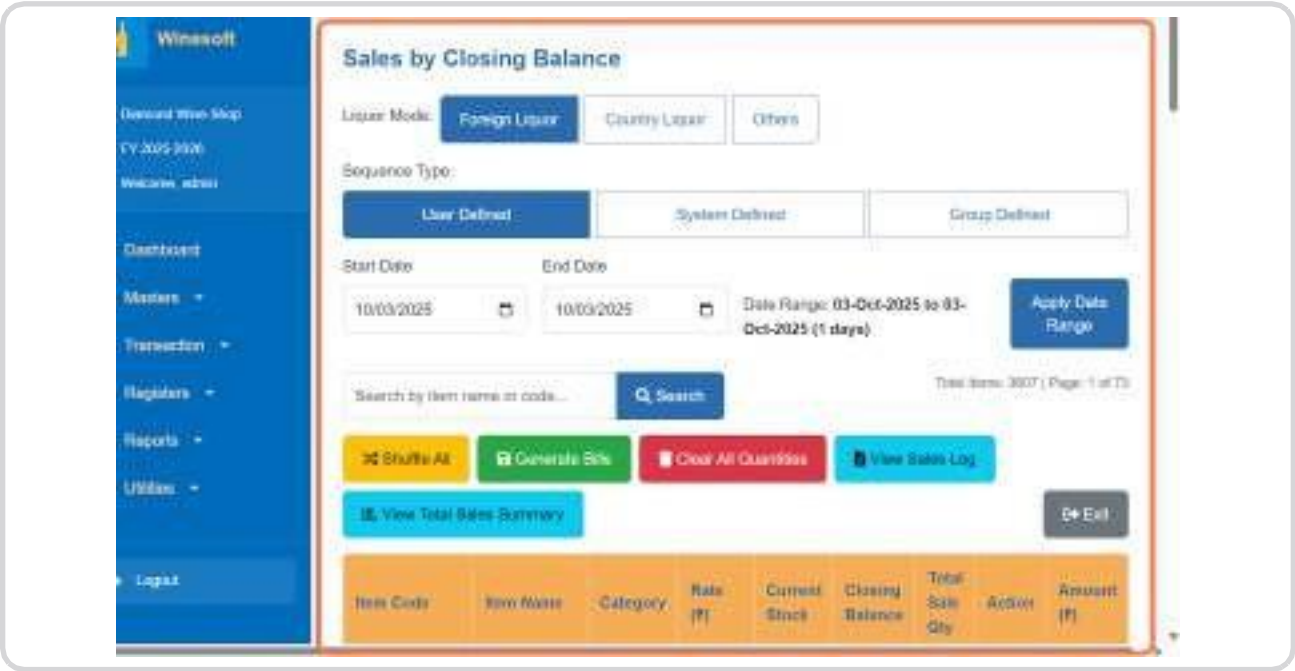 Winesoft
Sales by Closing Balance
Diamond Wine Shop
Liquor Mode: Foreign Liquor Country Liquor Others
FY 2025-2026
Welcome, admin
Sequence Type:
User Defined System Defined Group Defined
Dashboard
Start Date End Date
Masters
10/03/2025 10/03/2025 Date Range: 03-Oct-2025 to 03-
Oct-2025 (1 days)
Apply Date
Range
Transaction
Registers
Search by item name or code... Search
Total Items: 3607 | Page: 1 of 73
Reports
Shuffle All Generate Bills Clear All Quantities View Sales Log
Utilities
View Total Sales Summary Exit
Logout
Item Code Item Name Category Rate
(₹) Current
Stock Closing
Balance Total
Sale
Qty Action Amount
(₹)